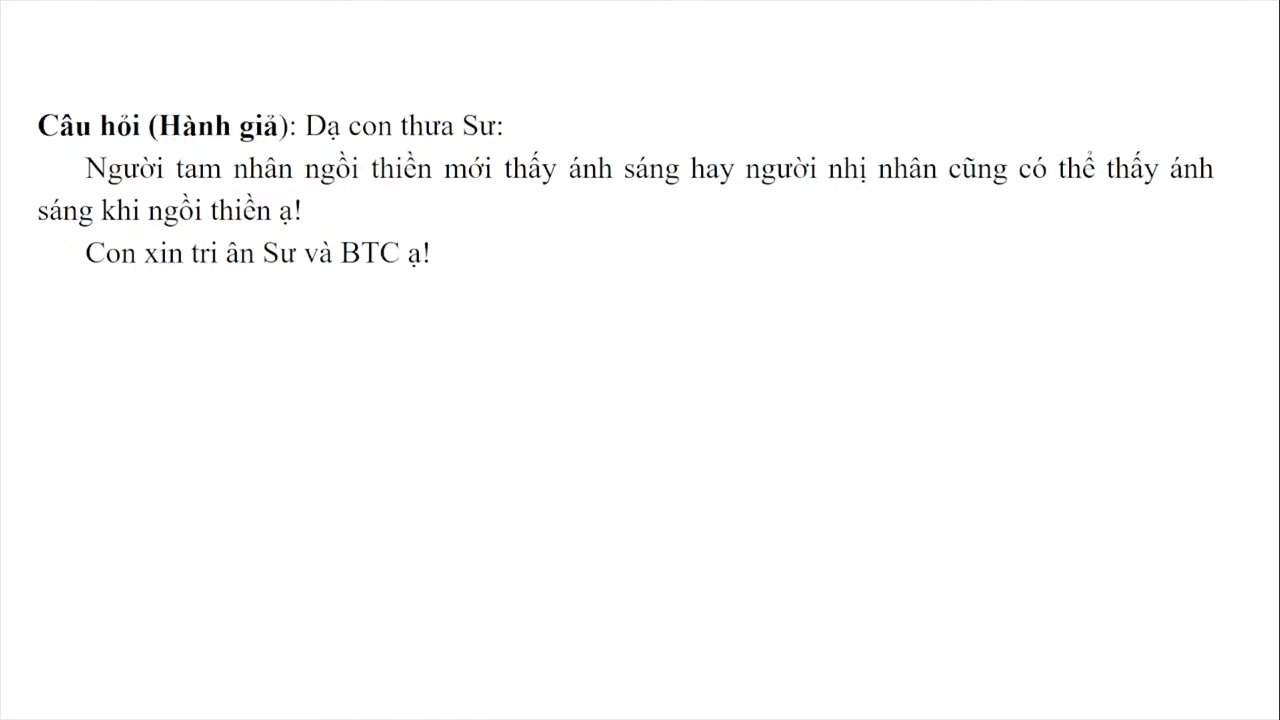 Câu hỏi (Hành giả): Dạ con thưa Sư:
Người tam nhân ngồi thiền mới thấy ánh sáng hay người nhị nhân cũng có thể thấy ánh
sáng khi ngồi thiền ạ!
Con xin tri ân Sư và BTC ạ!